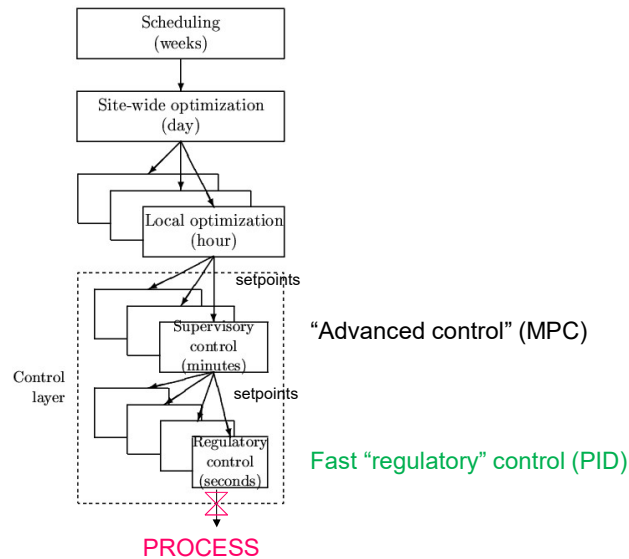 Scheduling
(weeks)
Site-wide optimization
(day)
Local optimization
(hour)
setpoints
Supervisory
control
(minutes)
“Advanced control” (MPC)
Control
layer
setpoints
Regulatory
control
(seconds)
Fast “regulatory” control (PID)
PROCESS